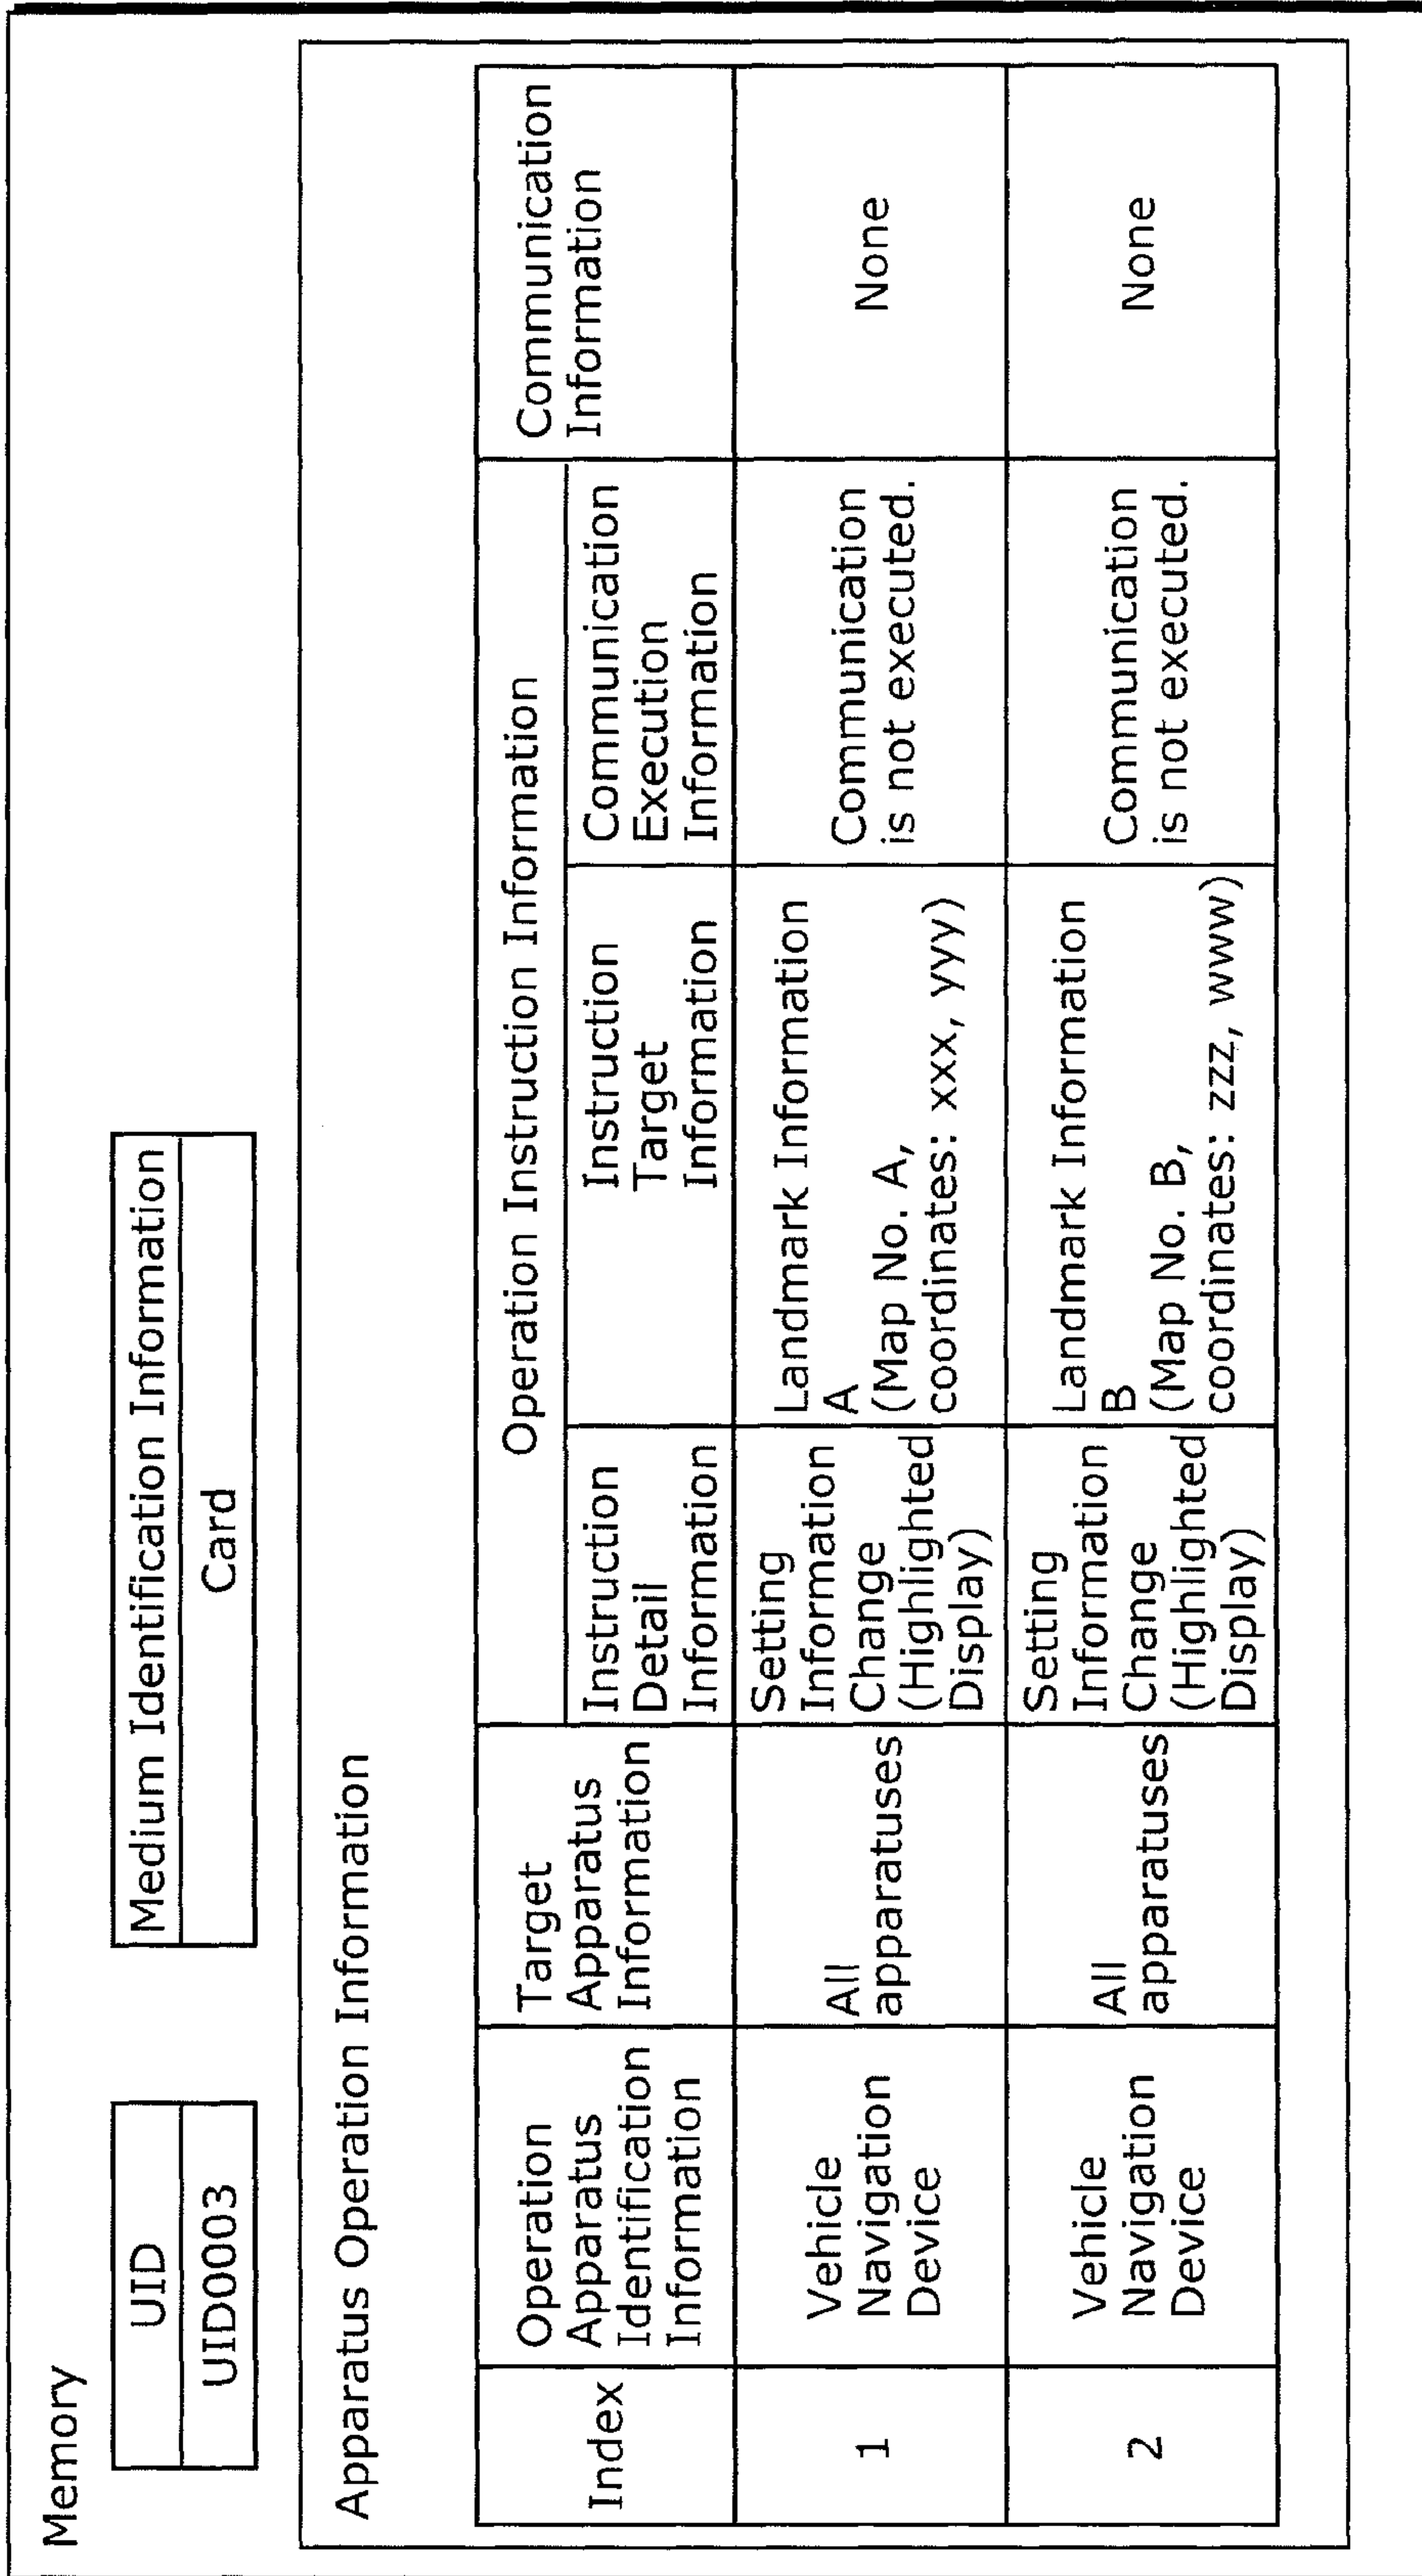 Memory
UID
UID0003
Medium Identification Information
Card
Apparatus Operation Information
Index
Operation
Apparatus
Identification
Information
Target
Apparatus
Information
Operation Instruction Information
Instruction
Detail
Information
Instruction
Target
Information
Communication
Execution
Information
Communication
Information
1
Vehicle
Navigation
Device
All
apparatuses
Setting
Information
Change
(Highlighted
Display)
Landmark Information
A
(Map No. A,
coordinates: xxx, yyy)
Communication
is not executed.
None
2
Vehicle
Navigation
Device
All
apparatuses
Setting
Information
Change
(Highlighted
Display)
Landmark Information
B
(Map No. B,
coordinates: zzz, www)
Communication
is not executed.
None